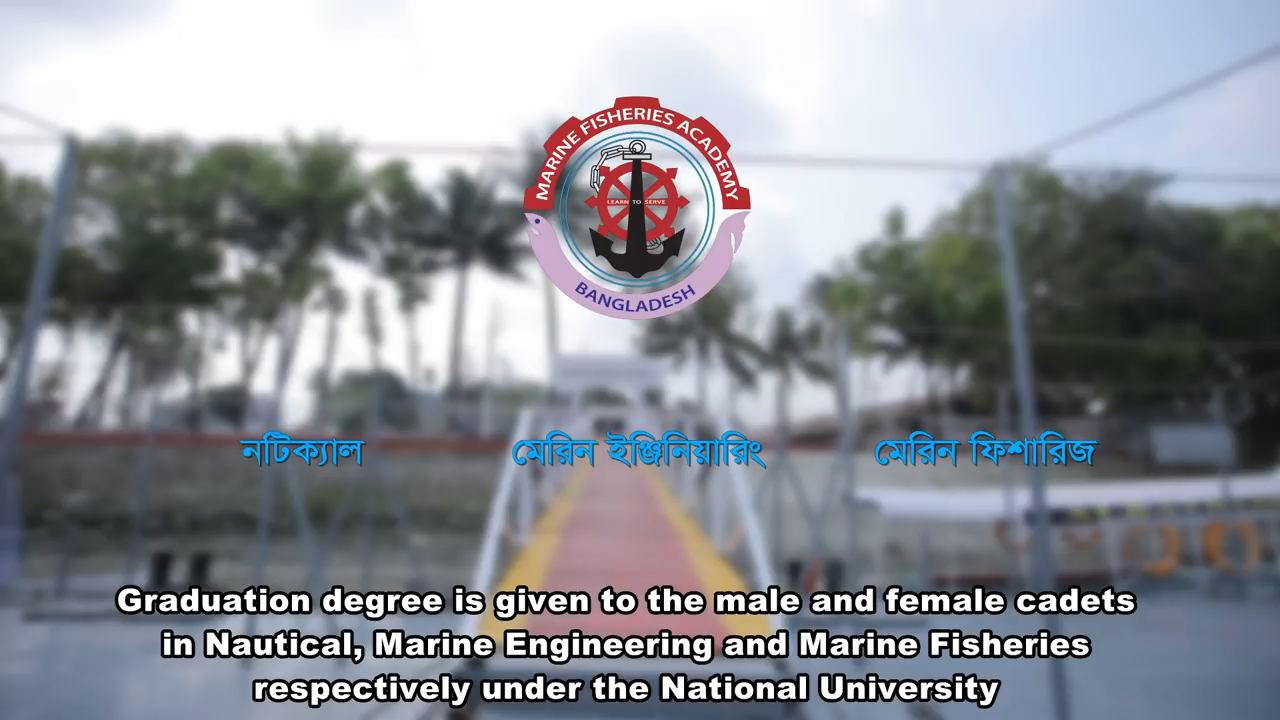 MARINE FISHERIES ACADEMY
LEARN TO SERVE
BANGLADESH
নটিক্যাল মেরিন ইঞ্জিনিয়ারিং মেরিন ফিশারিজ
Graduation degree is given to the male and female cadets
in Nautical, Marine Engineering and Marine Fisheries
respectively under the National University